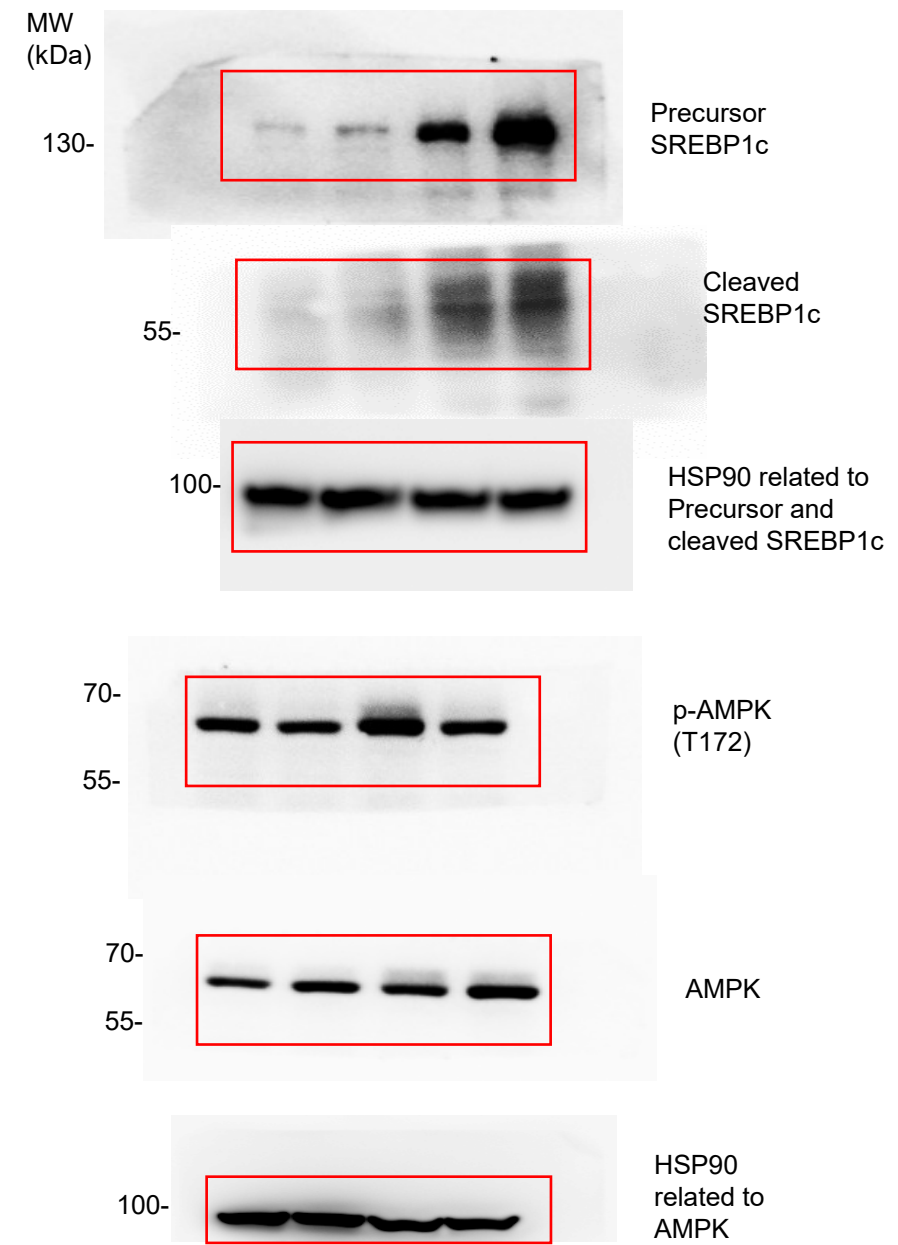 MW
(kDa)
130-
Precursor
SREBP1c
55-
Cleaved
SREBP1c
100-
HSP90 related to
Precursor and
cleaved SREBP1c
70-
55-
p-AMPK
(T172)
70-
55-
AMPK
100-
HSP90
related to
AMPK